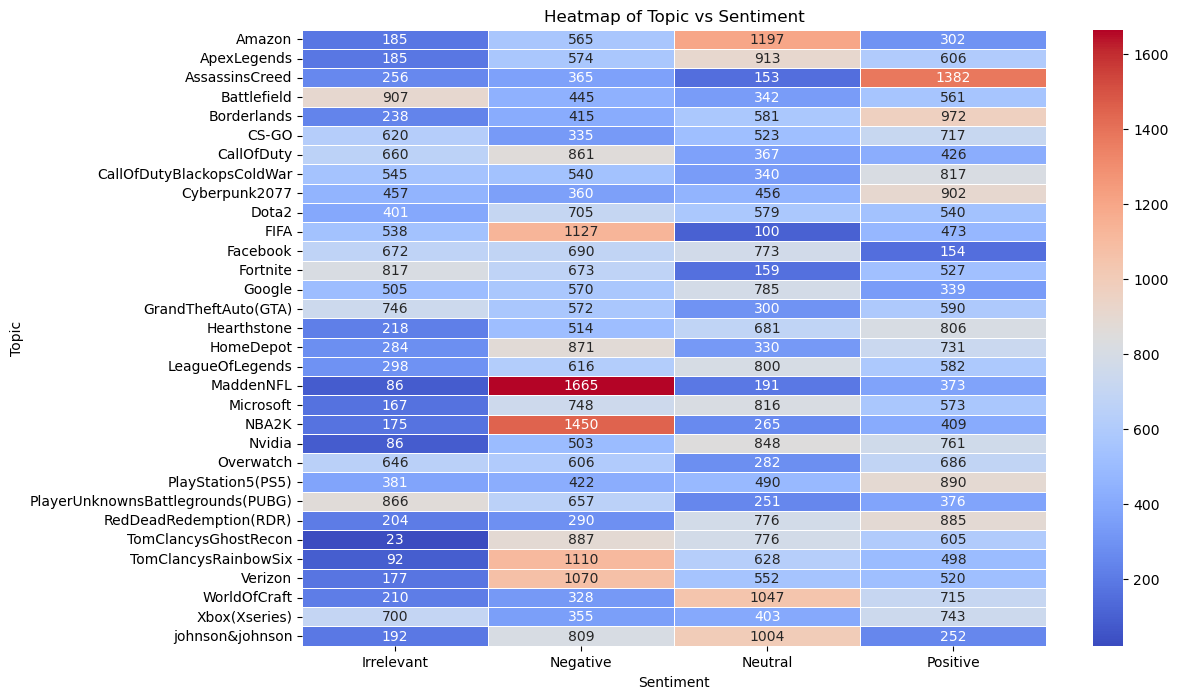 Heatmap of Topic vs Sentiment
Amazon 185 565 1197 302
ApexLegends 185 574 913 606
AssassinsCreed 256 365 153 1382
Battlefield 907 445 342 561
Borderlands 238 415 581 972
CS-GO 620 335 523 717
CallOfDuty 660 861 367 426
CallOfDutyBlackopsColdWar 545 540 340 817
Cyberpunk2077 457 360 456 902
Dota2 401 705 579 540
FIFA 538 1127 100 473
Facebook 672 690 773 154
Fortnite 817 673 159 527
Google 505 570 785 339
GrandTheftAuto(GTA) 746 572 300 590
Hearthstone 218 514 681 806
HomeDepot 284 871 330 731
LeagueOfLegends 298 616 800 582
MaddenNFL 86 1665 191 373
Microsoft 167 748 816 573
NBA2K 175 1450 265 409
Nvidia 86 503 848 761
Overwatch 646 606 282 686
PlayStation5(PS5) 381 422 490 890
PlayerUnknownsBattlegrounds(PUBG) 866 657 251 376
RedDeadRedemption(RDR) 204 290 776 885
TomClancysGhostRecon 23 887 776 605
TomClancysRainbowSix 92 1110 628 498
Verizon 177 1070 552 520
WorldOfCraft 210 328 1047 715
Xbox(Xseries) 700 355 403 743
johnson&johnson 192 809 1004 252
Irrelevant Negative Neutral Positive
Sentiment
Topic
1600
1400
1200
1000
800
600
400
200